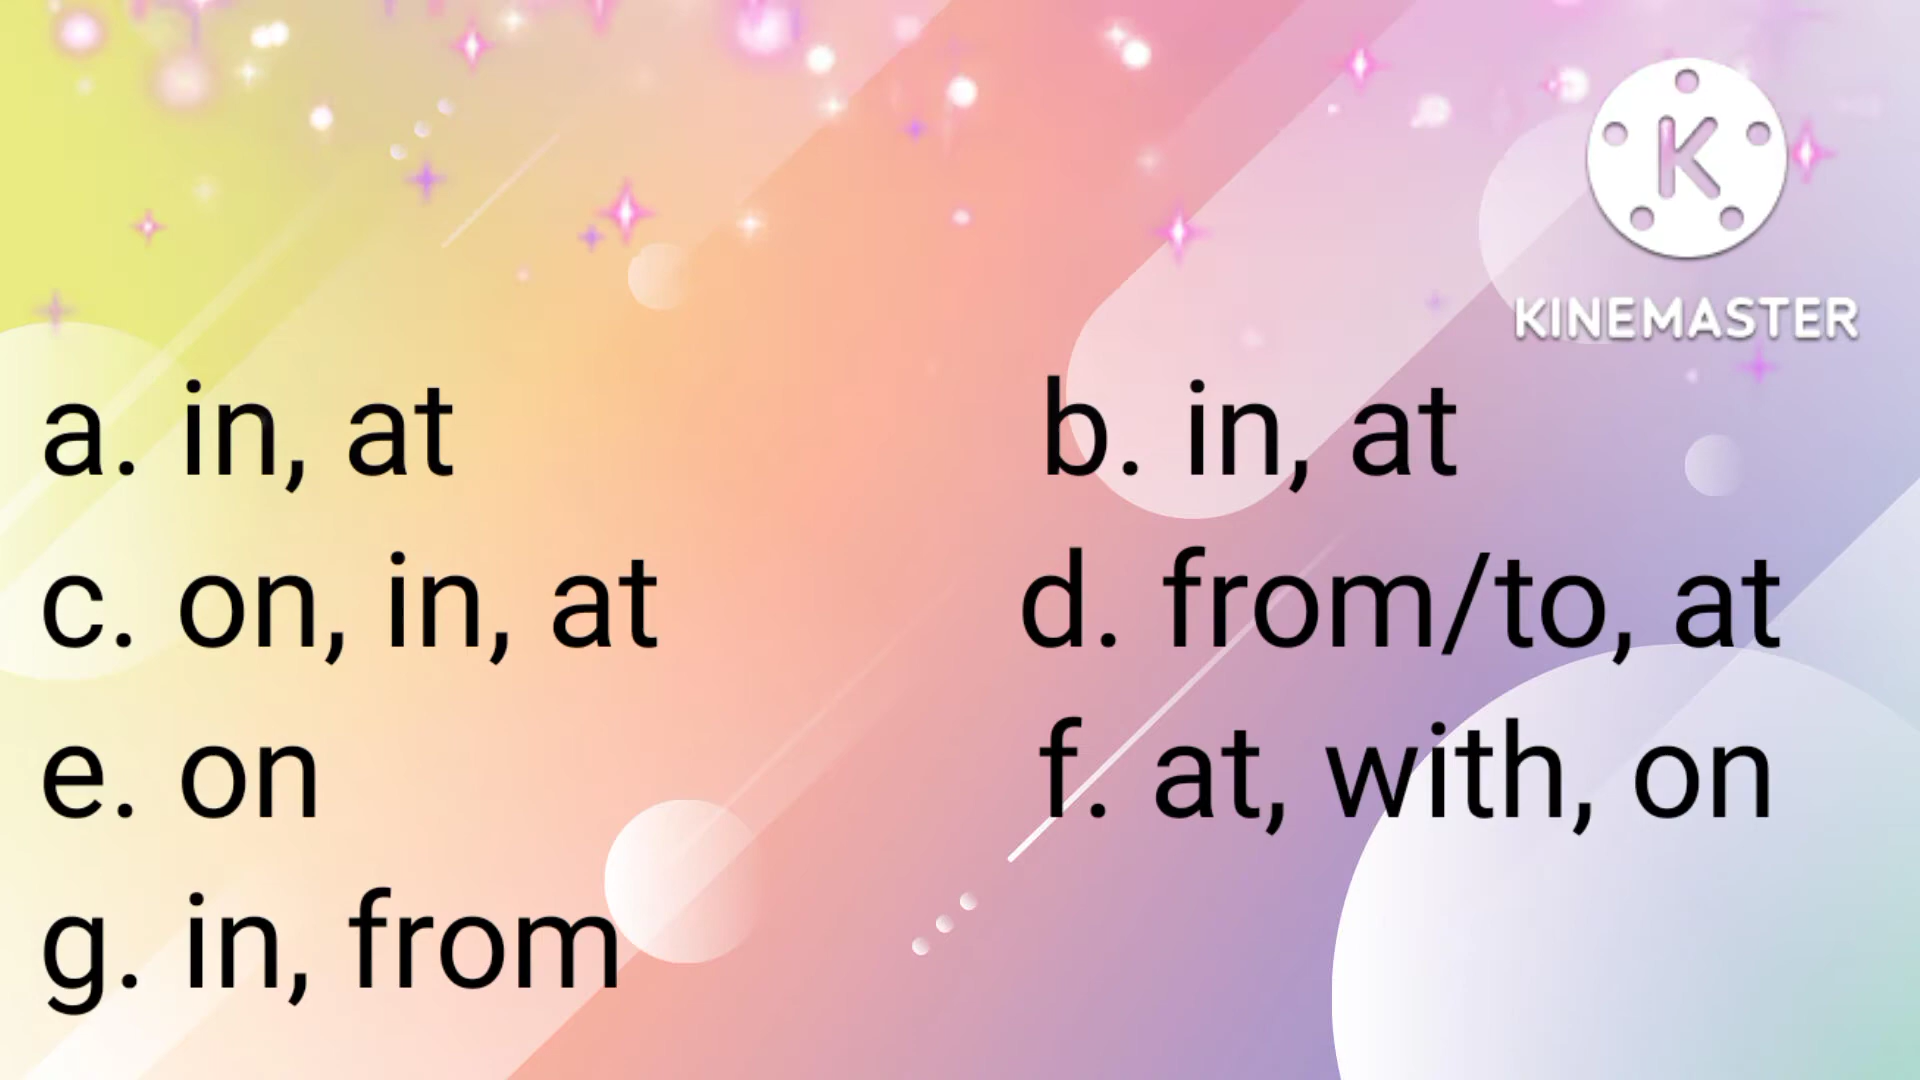 K
KINEMASTER
a. in, at b. in, at
c. on, in, at d. from/to, at
e. on f. at, with, on
g. in, from